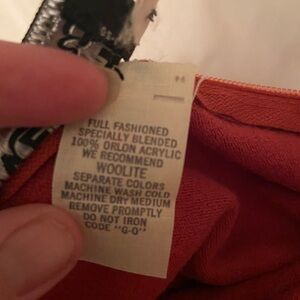 FULL FASHIONED
SPECIALLY BLENDED
100% ORLON ACRYLIC
WE RECOMMEND
WOOLITE
SEPARATE COLORS
MACHINE WASH COLD
MACHINE DRY MEDIUM
REMOVE PROMPTLY
DO NOT IRON
CODE "G-O"